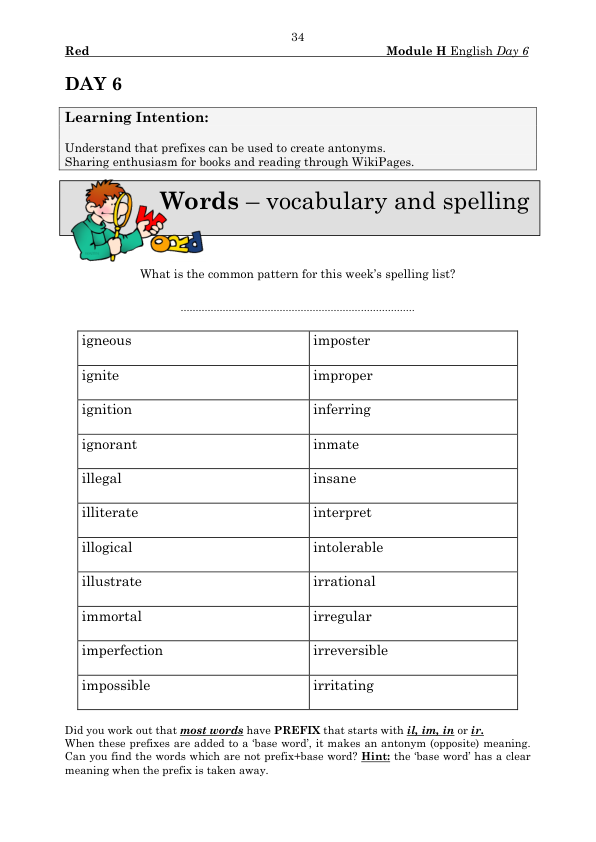 34
Red Module H English Day 6
DAY 6
Learning Intention:
Understand that prefixes can be used to create antonyms.
Sharing enthusiasm for books and reading through WikiPages.
Words – vocabulary and spelling
WORD
What is the common pattern for this week's spelling list?
..............................................................................
igneous imposter
ignite improper
ignition inferring
ignorant inmate
illegal insane
illiterate interpret
illogical intolerable
illustrate irrational
immortal irregular
imperfection irreversible
impossible irritating
Did you work out that most words have PREFIX that starts with il, im, in or ir.
When these prefixes are added to a 'base word', it makes an antonym (opposite) meaning.
Can you find the words which are not prefix+base word? Hint: the 'base word' has a clear
meaning when the prefix is taken away.